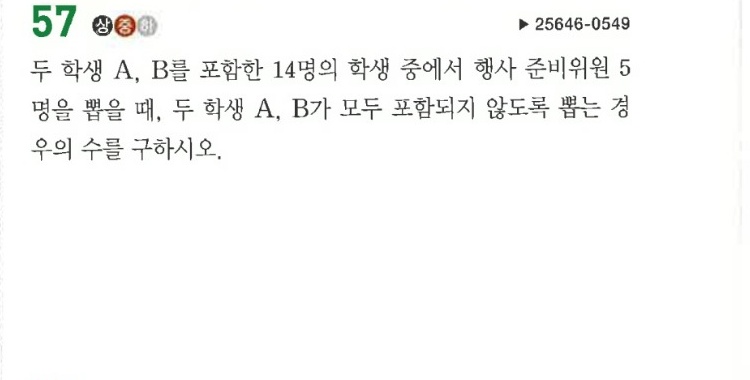 57 상 중 하 ▶ 25646-0549
두 학생 A, B를 포함한 14명의 학생 중에서 행사 준비위원 5
명을 뽑을 때, 두 학생 A, B가 모두 포함되지 않도록 뽑는 경
우의 수를 구하시오.